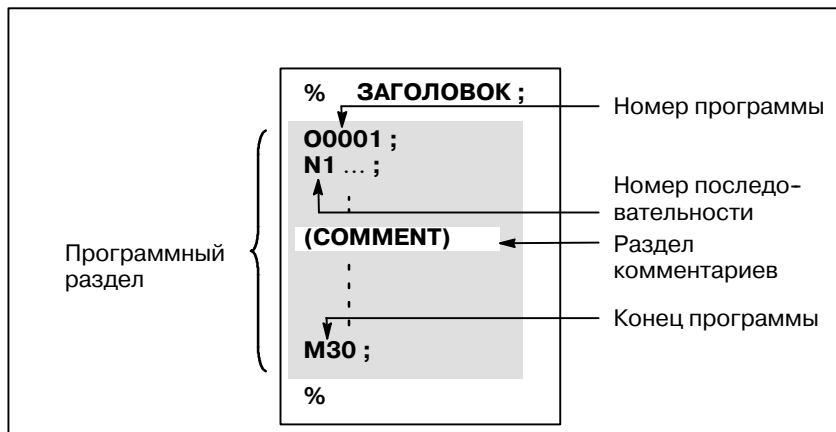 % ЗАГОЛОВОК ;
Номер программы
O0001 ;
N1 ... ;
Номер последо-
вательности
(COMMENT)
Раздел
комментариев
Программный
раздел
Конец программы
M30 ;
%